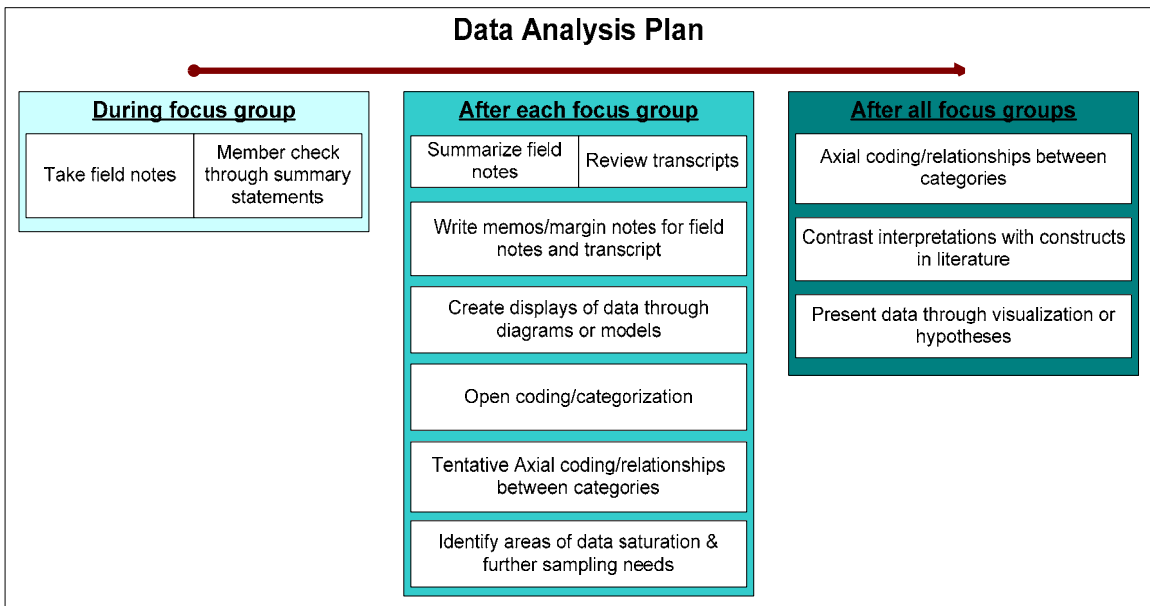 Data Analysis Plan
During focus group
Take field notes
Member check
through summary
statements
After each focus group
Summarize field
notes
Review transcripts
Write memos/margin notes for field
notes and transcript
Create displays of data through
diagrams or models
Open coding/categorization
Tentative Axial coding/relationships
between categories
Identify areas of data saturation &
further sampling needs
After all focus groups
Axial coding/relationships between
categories
Contrast interpretations with constructs
in literature
Present data through visualization or
hypotheses